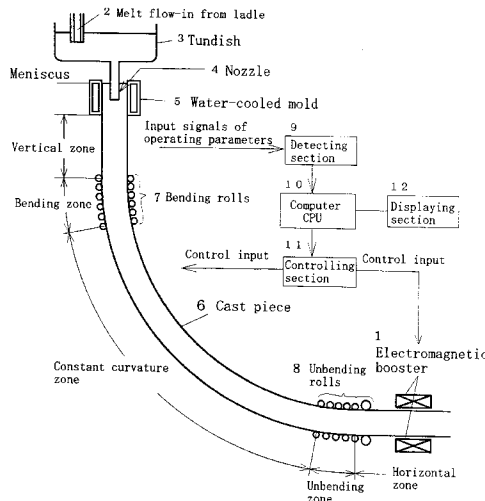 2 Melt flow-in from ladle
3 Tundish
4 Nozzle
Meniscus
5 Water-cooled mold
Input signals of
operating parameters
9
Detecting
section
Vertical zone
10
Computer
CPU
12
Displaying
section
Bending zone
7 Bending rolls
11
Controlling
section
Control input
Control input
6 Cast piece
1
Electromagnetic
booster
8 Unbending
rolls
Constant curvature
zone
Horizontal
zone
Unbending
zone